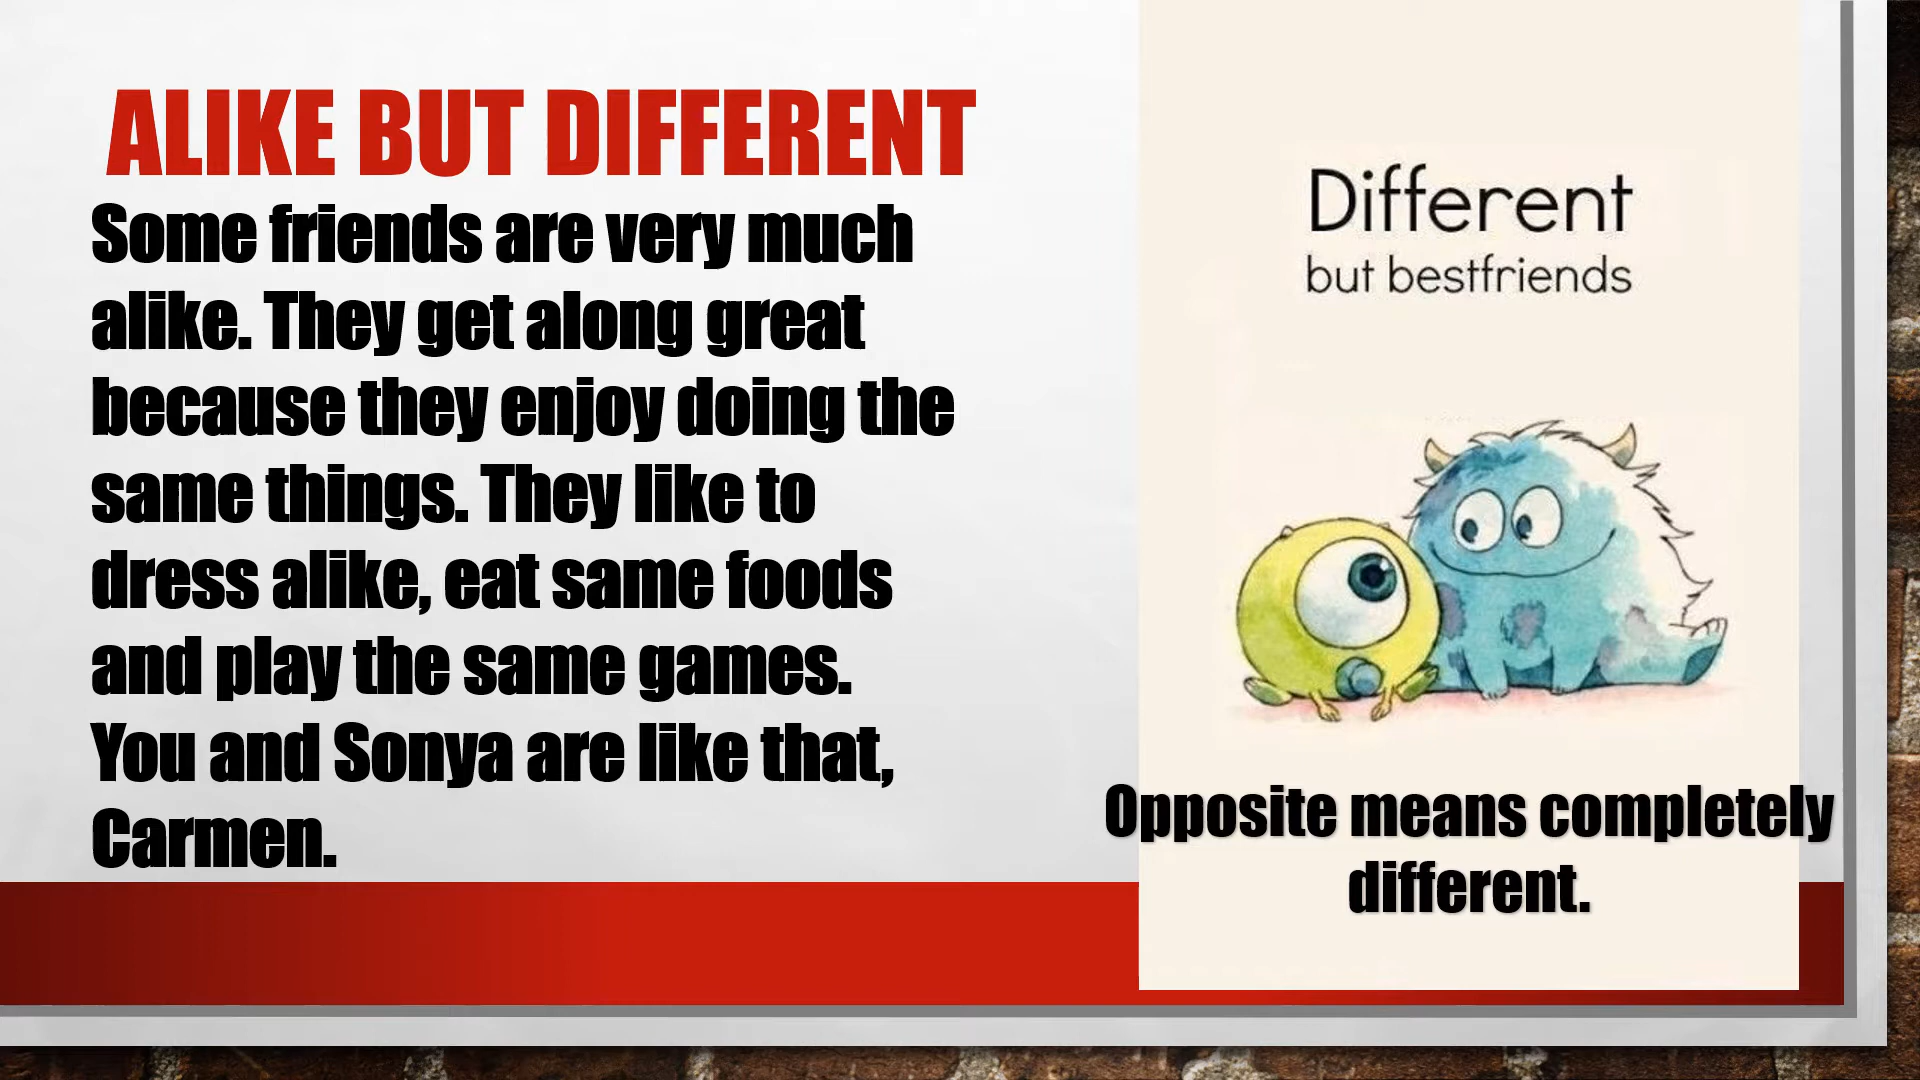 ALIKE BUT DIFFERENT
Some friends are very much
alike. They get along great
because they enjoy doing the
same things. They like to
dress alike, eat same foods
and play the same games.
You and Sonya are like that,
Carmen.
Different
but bestfriends
Opposite means completely
different.